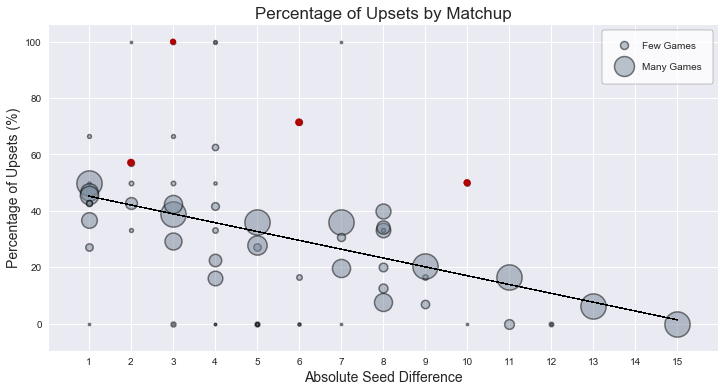 Percentage of Upsets by Matchup
Few Games
Many Games
Percentage of Upsets (%)
100
80
60
40
20
0
1 2 3 4 5 6 7 8 9 10 11 12 13 14 15
Absolute Seed Difference